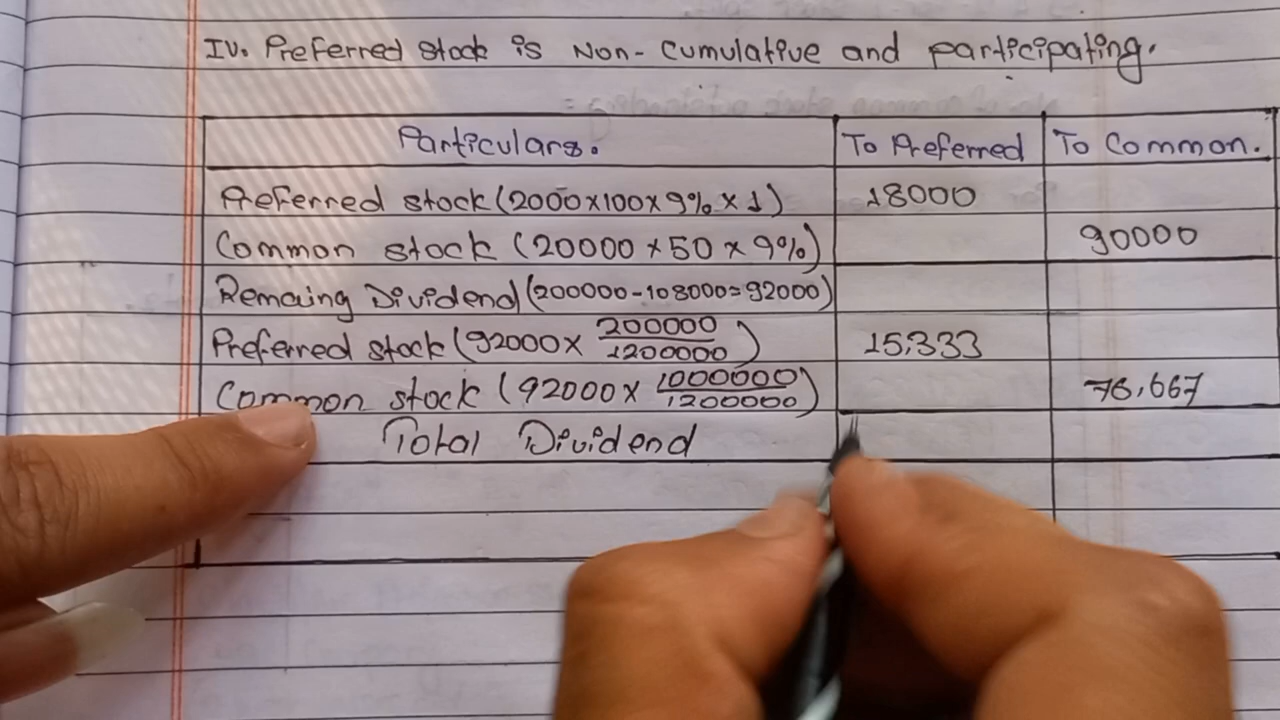 IV. Preferred stock is Non-Cumulative and participating.
Particulars. To Preferred To Common.
Preferred stock (2000x100x9% x 1) 18000
Common stock (20000 x 50 x 9%) 90000
Remaing Dividend (200000-108000=92000)
Preferred stock (92000 x 200000/1200000) 15,333
Common stock (92000 x 1000000/1200000) 76,667
Total Dividend